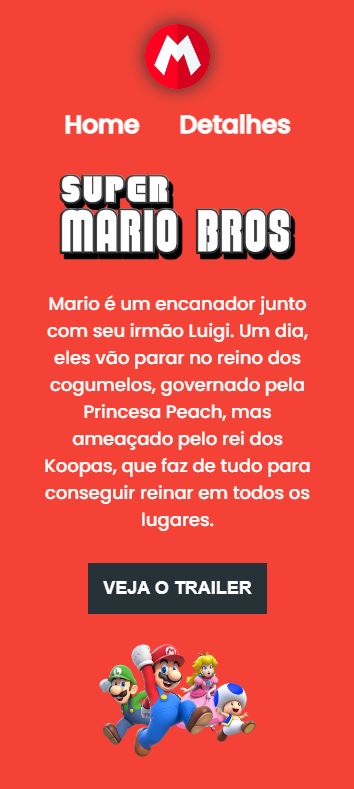 M
Home Detalhes
SUPER
MARIO BROS
Mario é um encanador junto
com seu irmão Luigi. Um dia,
eles vão parar no reino dos
cogumelos, governado pela
Princesa Peach, mas
ameaçado pelo rei dos
Koopas, que faz de tudo para
conseguir reinar em todos os
lugares.
VEJA O TRAILER